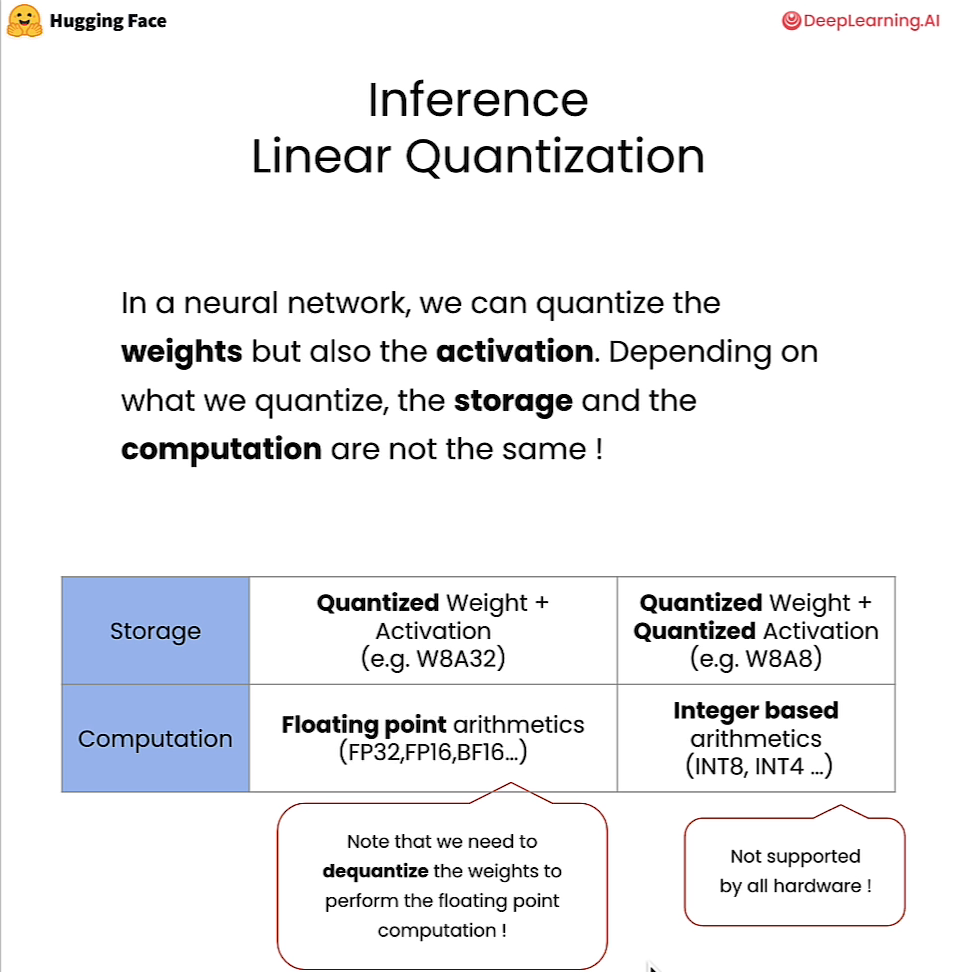 Hugging Face
DeepLearning.AI
Inference
Linear Quantization
In a neural network, we can quantize the
weights but also the activation. Depending on
what we quantize, the storage and the
computation are not the same !
Storage
Quantized Weight +
Activation
(e.g. W8A32)
Quantized Weight +
Quantized Activation
(e.g. W8A8)
Computation
Floating point arithmetics
(FP32,FP16,BF16...)
Integer based
arithmetics
(INT8, INT4 ...)
Note that we need to
dequantize the weights to
perform the floating point
computation !
Not supported
by all hardware !